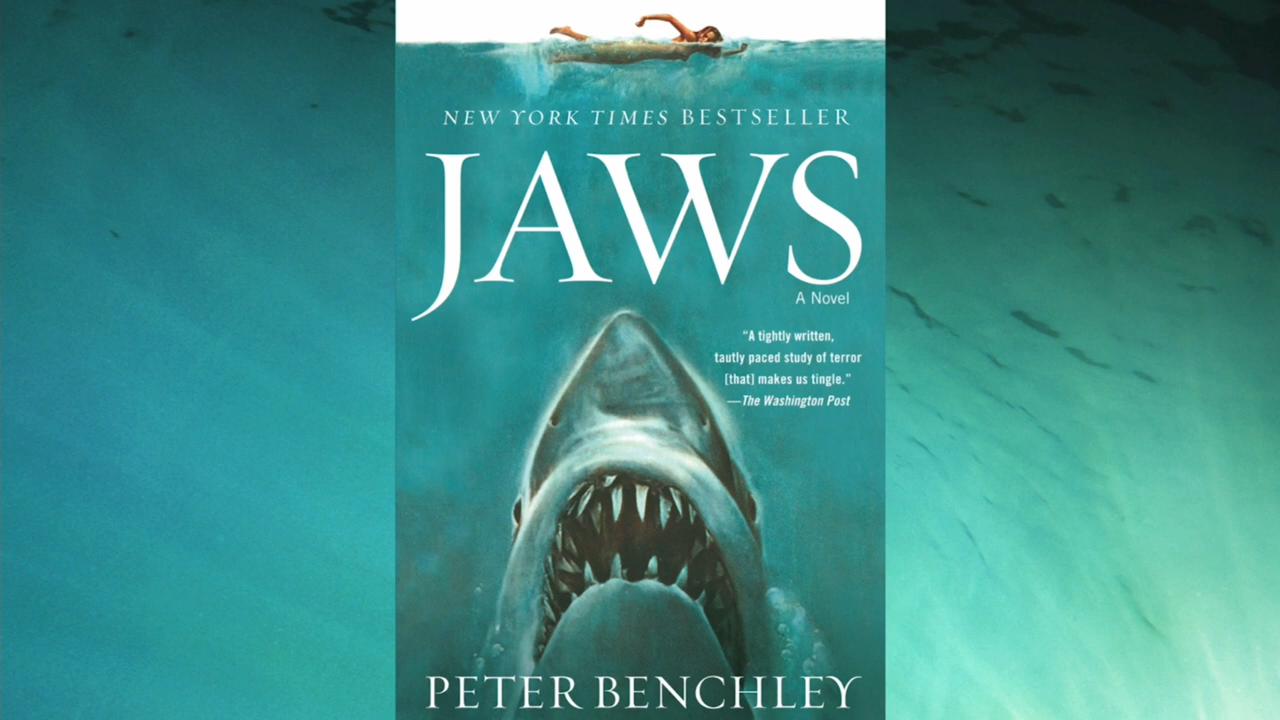 NEW YORK TIMES BESTSELLER
JAWS
A Novel
“A tightly written,
tautly paced study of terror
[that] makes us tingle.”
—The Washington Post
PETER BENCHLEY